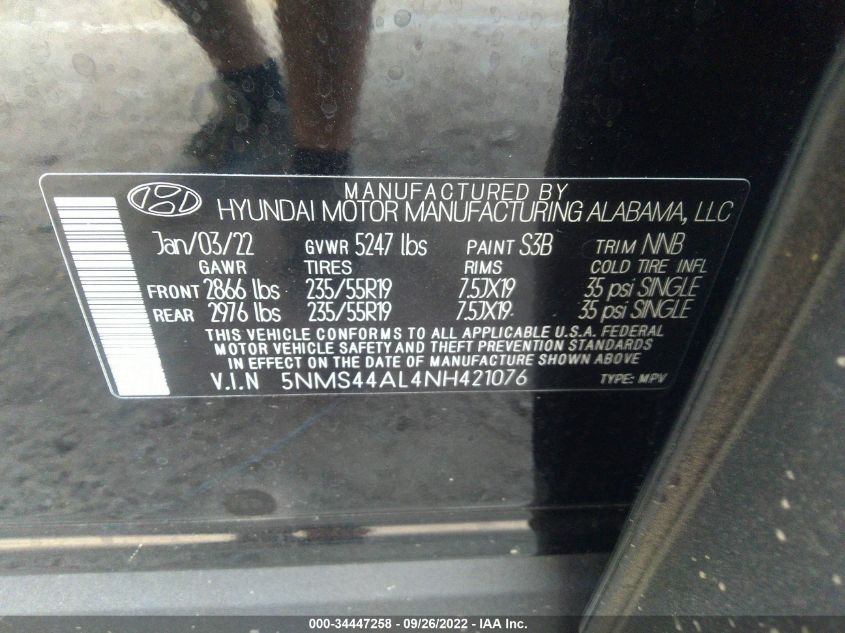 MANUFACTURED BY
HYUNDAI MOTOR MANUFACTURING ALABAMA, LLC
Jan/03/22 GVWR 5247 lbs PAINT S3B TRIM NNB
GAWR TIRES RIMS COLD TIRE INFL
FRONT 2866 lbs 235/55R19 7.5JX19 35 psi SINGLE
REAR 2976 lbs 235/55R19 7.5JX19 35 psi SINGLE
THIS VEHICLE CONFORMS TO ALL APPLICABLE U.S.A. FEDERAL
MOTOR VEHICLE SAFETY AND THEFT PREVENTION STANDARDS
IN EFFECT ON THE DATE OF MANUFACTURE SHOWN ABOVE
V.I.N 5NMS44AL4NH421076 TYPE: MPV
000-34447258 - 09/26/2022 - IAA Inc.